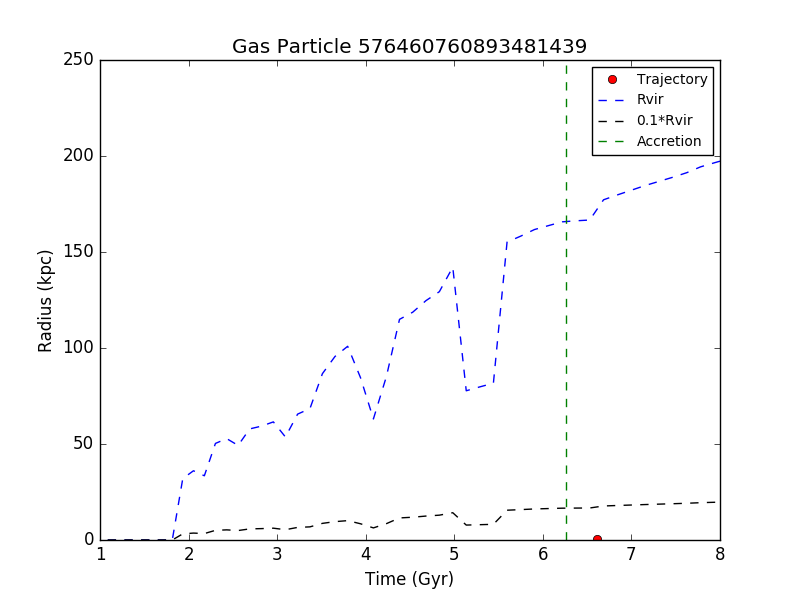 Gas Particle 576460760893481439
Trajectory
Rvir
0.1*Rvir
Accretion
250
200
150
100
50
0
Radius (kpc)
1 2 3 4 5 6 7 8
Time (Gyr)